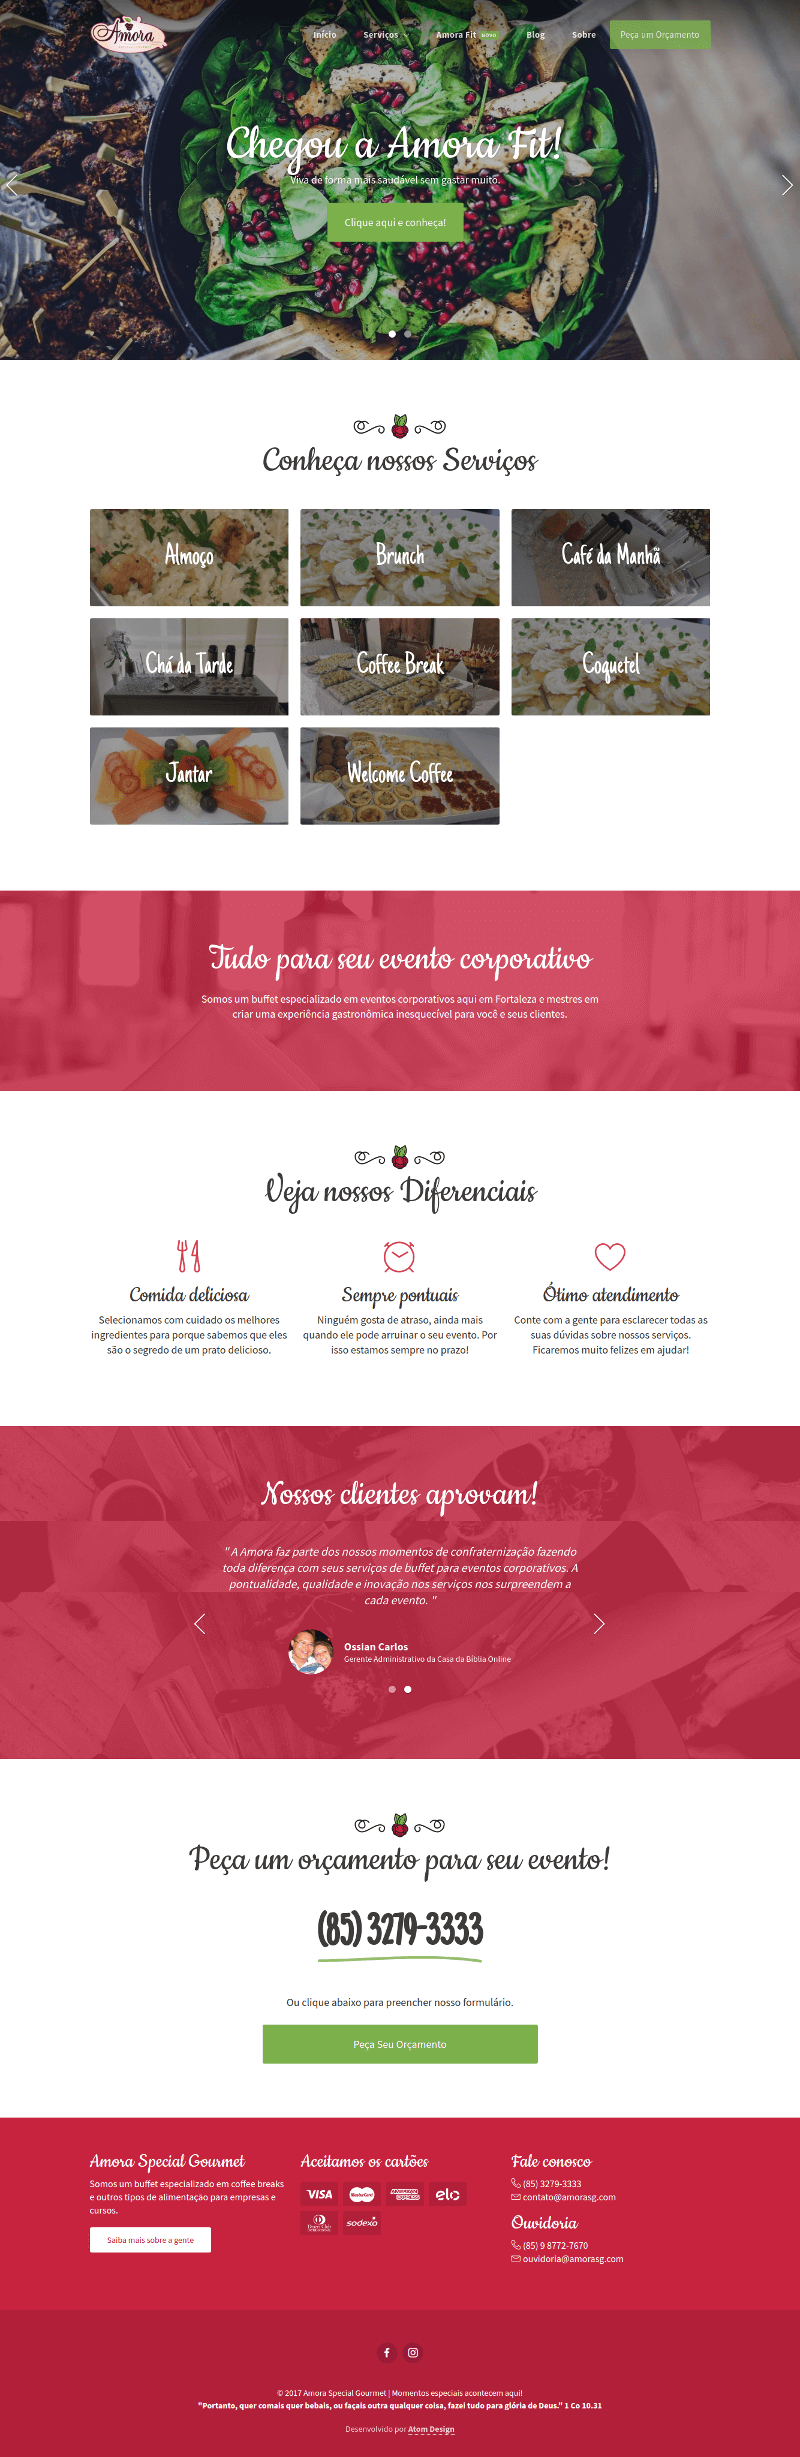 Amora
Início
Serviços
Amora Fit
NOVO
Blog
Sobre
Peça um Orçamento
Chegou a Amora Fit!
Viva de forma mais saudável sem gastar muito.
Clique aqui e conheça!
Conheça nossos Serviços
Almoço
Brunch
Café da Manhã
Chá da Tarde
Coffee Break
Coquetel
Jantar
Welcome Coffee
Tudo para seu evento corporativo
Somos um buffet especializado em eventos corporativos aqui em Fortaleza e mestres em
criar uma experiência gastronômica inesquecível para você e seus clientes.
Veja nossos Diferenciais
Comida deliciosa
Selecionamos com cuidado os melhores
ingredientes para porque sabemos que eles
são o segredo de um prato delicioso.
Sempre pontuais
Ninguém gosta de atraso, ainda mais
quando ele pode arruinar o seu evento. Por
isso estamos sempre no prazo!
Ótimo atendimento
Conte com a gente para esclarecer todas as
suas dúvidas sobre nossos serviços.
Ficaremos muito felizes em ajudar!
Nossos clientes aprovam!
" A Amora faz parte dos nossos momentos de confraternização fazendo
toda diferença com seus serviços de buffet para eventos corporativos. A
pontualidade, qualidade e inovação nos serviços nos surpreendem a
cada evento. "
Ossian Carlos
Gerente Administrativo da Casa da Bíblia Online
Peça um orçamento para seu evento!
(85) 3279-3333
Ou clique abaixo para preencher nosso formulário.
Peça Seu Orçamento
Amora Special Gourmet
Somos um buffet especializado em coffee breaks
e outros tipos de alimentação para empresas e
cursos.
Saiba mais sobre a gente
Aceitamos os cartões
VISA
MasterCard
AMERICAN EXPRESS
elo
Diners Club
sodexo
Fale conosco
(85) 3279-3333
contato@amorasg.com
Ouvidoria
(85) 9 8772-7670
ouvidoria@amorasg.com
© 2017 Amora Special Gourmet | Momentos especiais acontecem aqui!
"Portanto, quer comais quer bebais, ou façais outra qualquer coisa, fazei tudo para glória de Deus." 1 Co 10.31
Desenvolvido por Atom Design